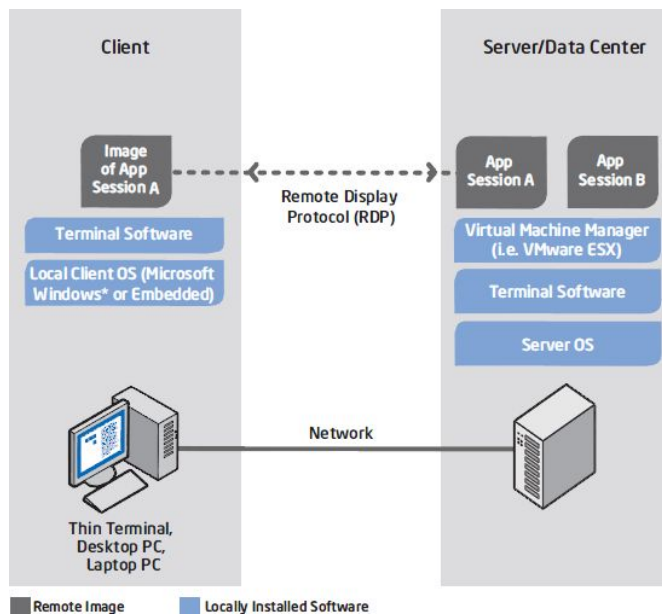 Client
Server/Data Center
Image
of App
Session A
Remote Display
Protocol (RDP)
App
Session A
App
Session B
Terminal Software
Local Client OS (Microsoft
Windows* or Embedded)
Virtual Machine Manager
(i.e. VMware ESX)
Terminal Software
Server OS
Network
Thin Terminal,
Desktop PC,
Laptop PC
Remote Image
Locally Installed Software